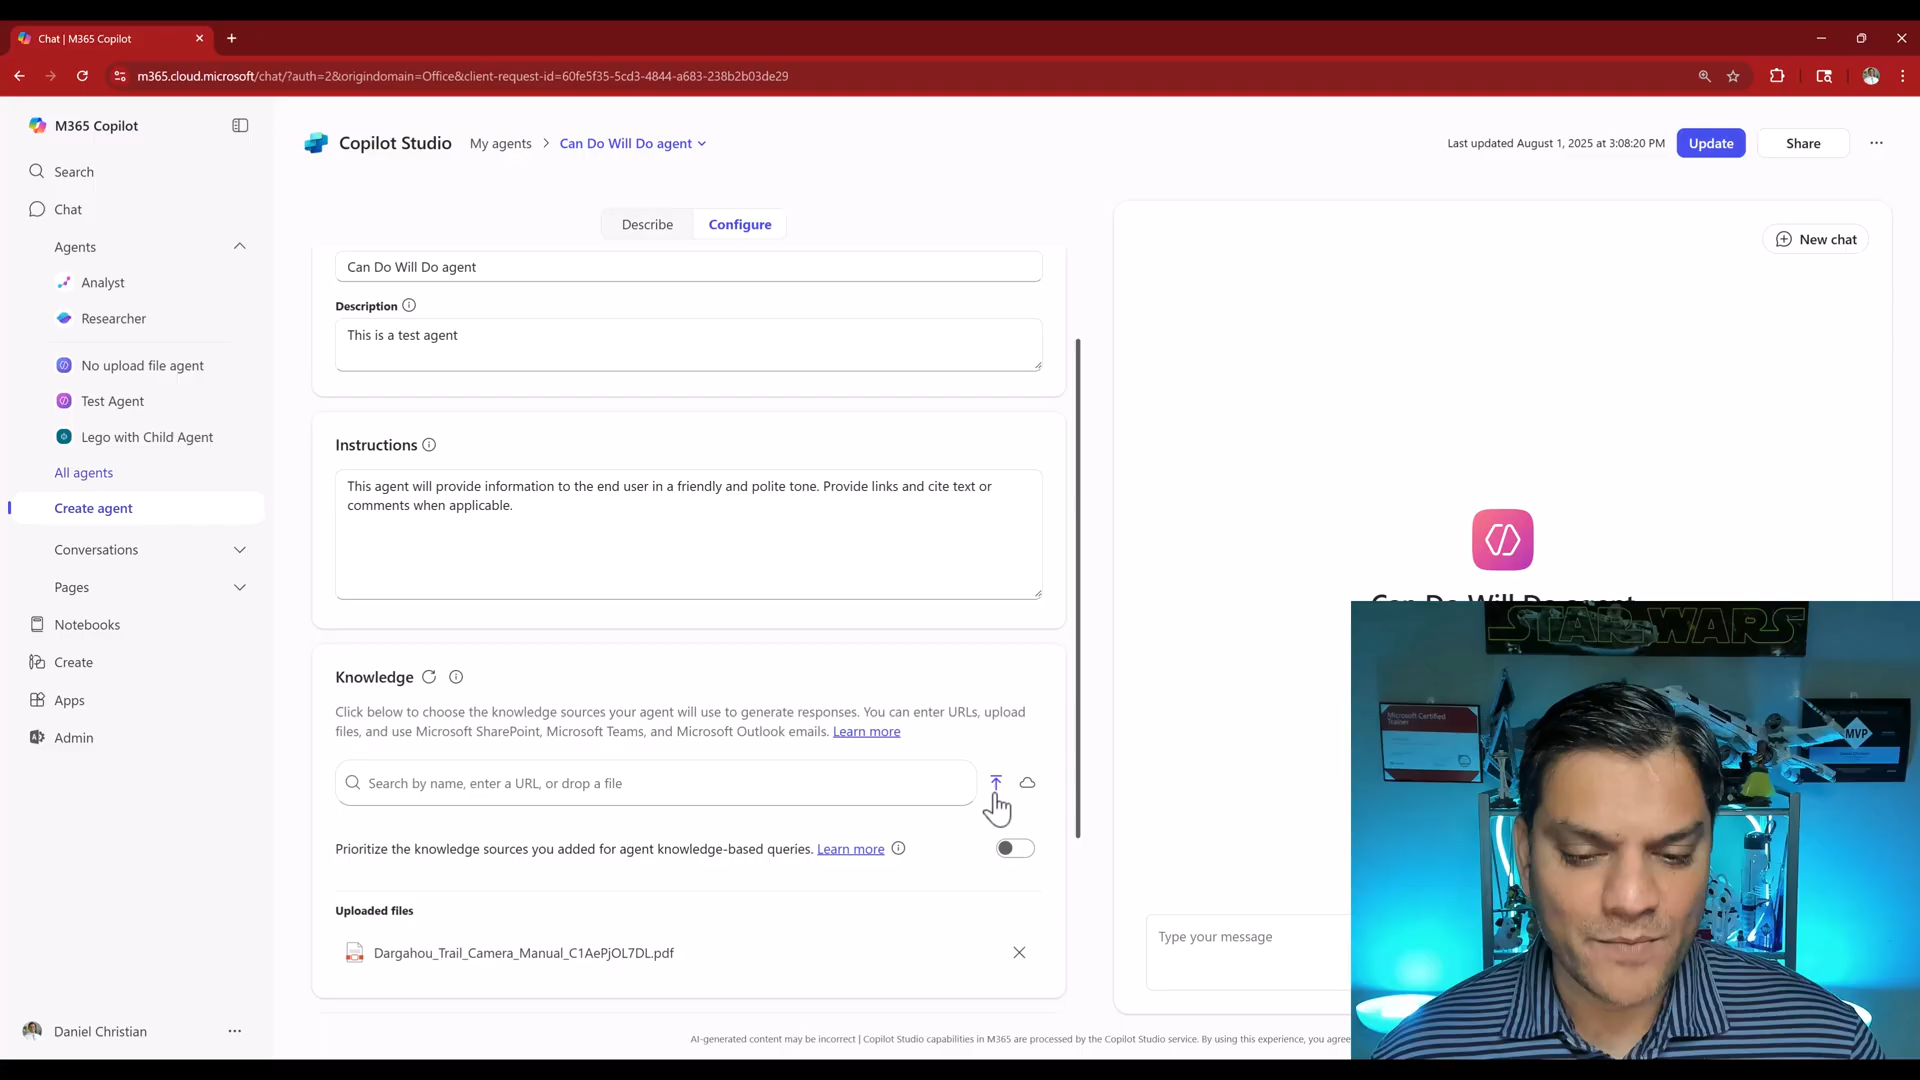 Chat | M365 Copilot
m365.cloud.microsoft/chat/?auth=2&origindomain=Office&client-request-id=60fe5f35-5cd3-4844-a683-238b2b03de29
M365 Copilot
Search
Chat
Agents
Analyst
Researcher
No upload file agent
Test Agent
Lego with Child Agent
All agents
Create agent
Conversations
Pages
Notebooks
Create
Apps
Admin
Daniel Christian
Copilot Studio
My agents
Can Do Will Do agent
Last updated August 1, 2025 at 3:08:20 PM
Update
Share
Describe
Configure
Can Do Will Do agent
Description
This is a test agent
Instructions
This agent will provide information to the end user in a friendly and polite tone. Provide links and cite text or
comments when applicable.
Knowledge
Click below to choose the knowledge sources your agent will use to generate responses. You can enter URLs, upload
files, and use Microsoft SharePoint, Microsoft Teams, and Microsoft Outlook emails. Learn more
Search by name, enter a URL, or drop a file
Prioritize the knowledge sources you added for agent knowledge-based queries. Learn more
Uploaded files
Dargahou_Trail_Camera_Manual_C1AePjOL7DL.pdf
New chat
Can Do Will Do agent
Type your message
AI-generated content may be incorrect | Copilot Studio capabilities in M365 are processed by the Copilot Studio service. By using this experience, you agree
STAR WARS
Microsoft Certified
Trainer
MVP